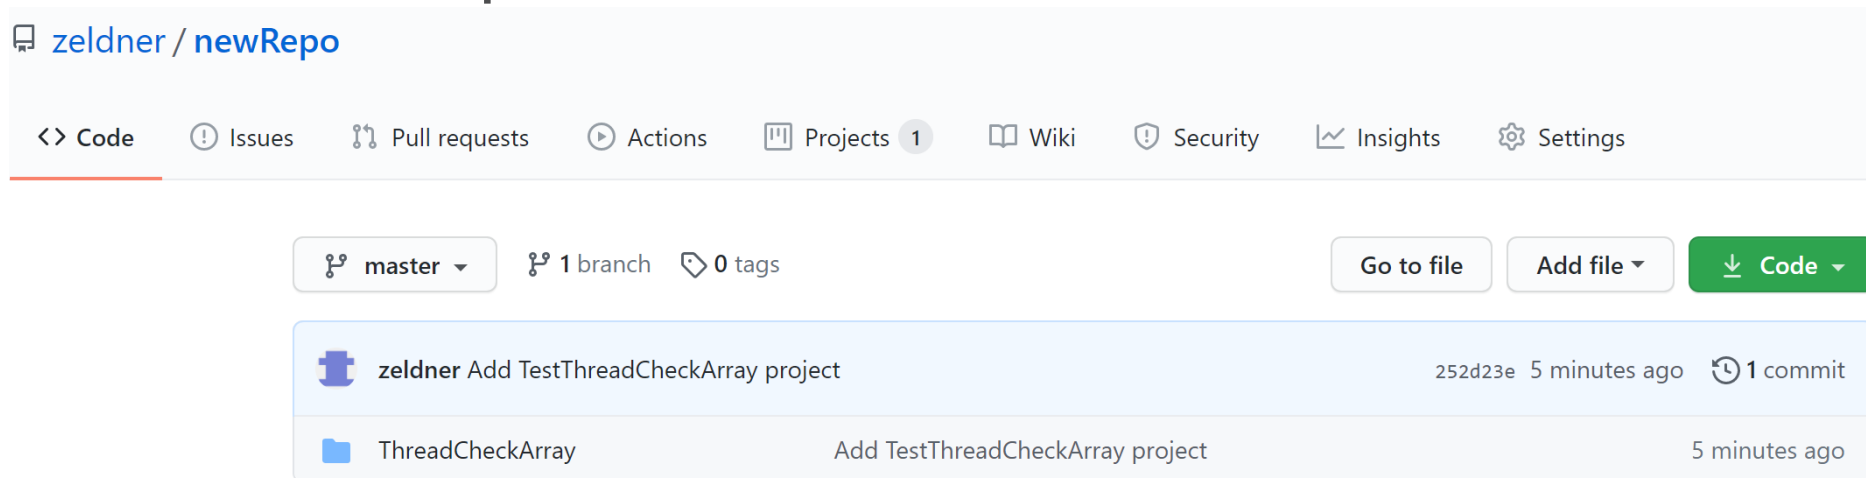 zeldner / newRepo
Code Issues Pull requests Actions Projects 1 Wiki Security Insights Settings
master 1 branch 0 tags Go to file Add file Code
zeldner Add TestThreadCheckArray project 252d23e 5 minutes ago 1 commit
ThreadCheckArray Add TestThreadCheckArray project 5 minutes ago